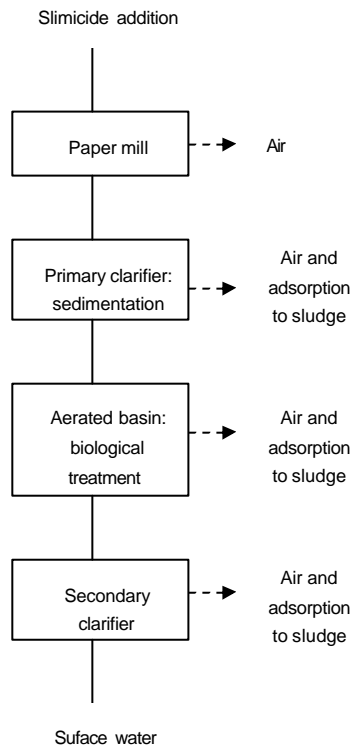 Slimicide addition
Paper mill
Air
Primary clarifier:
sedimentation
Air and
adsorption
to sludge
Aerated basin:
biological
treatment
Air and
adsorption
to sludge
Secondary
clarifier
Air and
adsorption
to sludge
Suface water